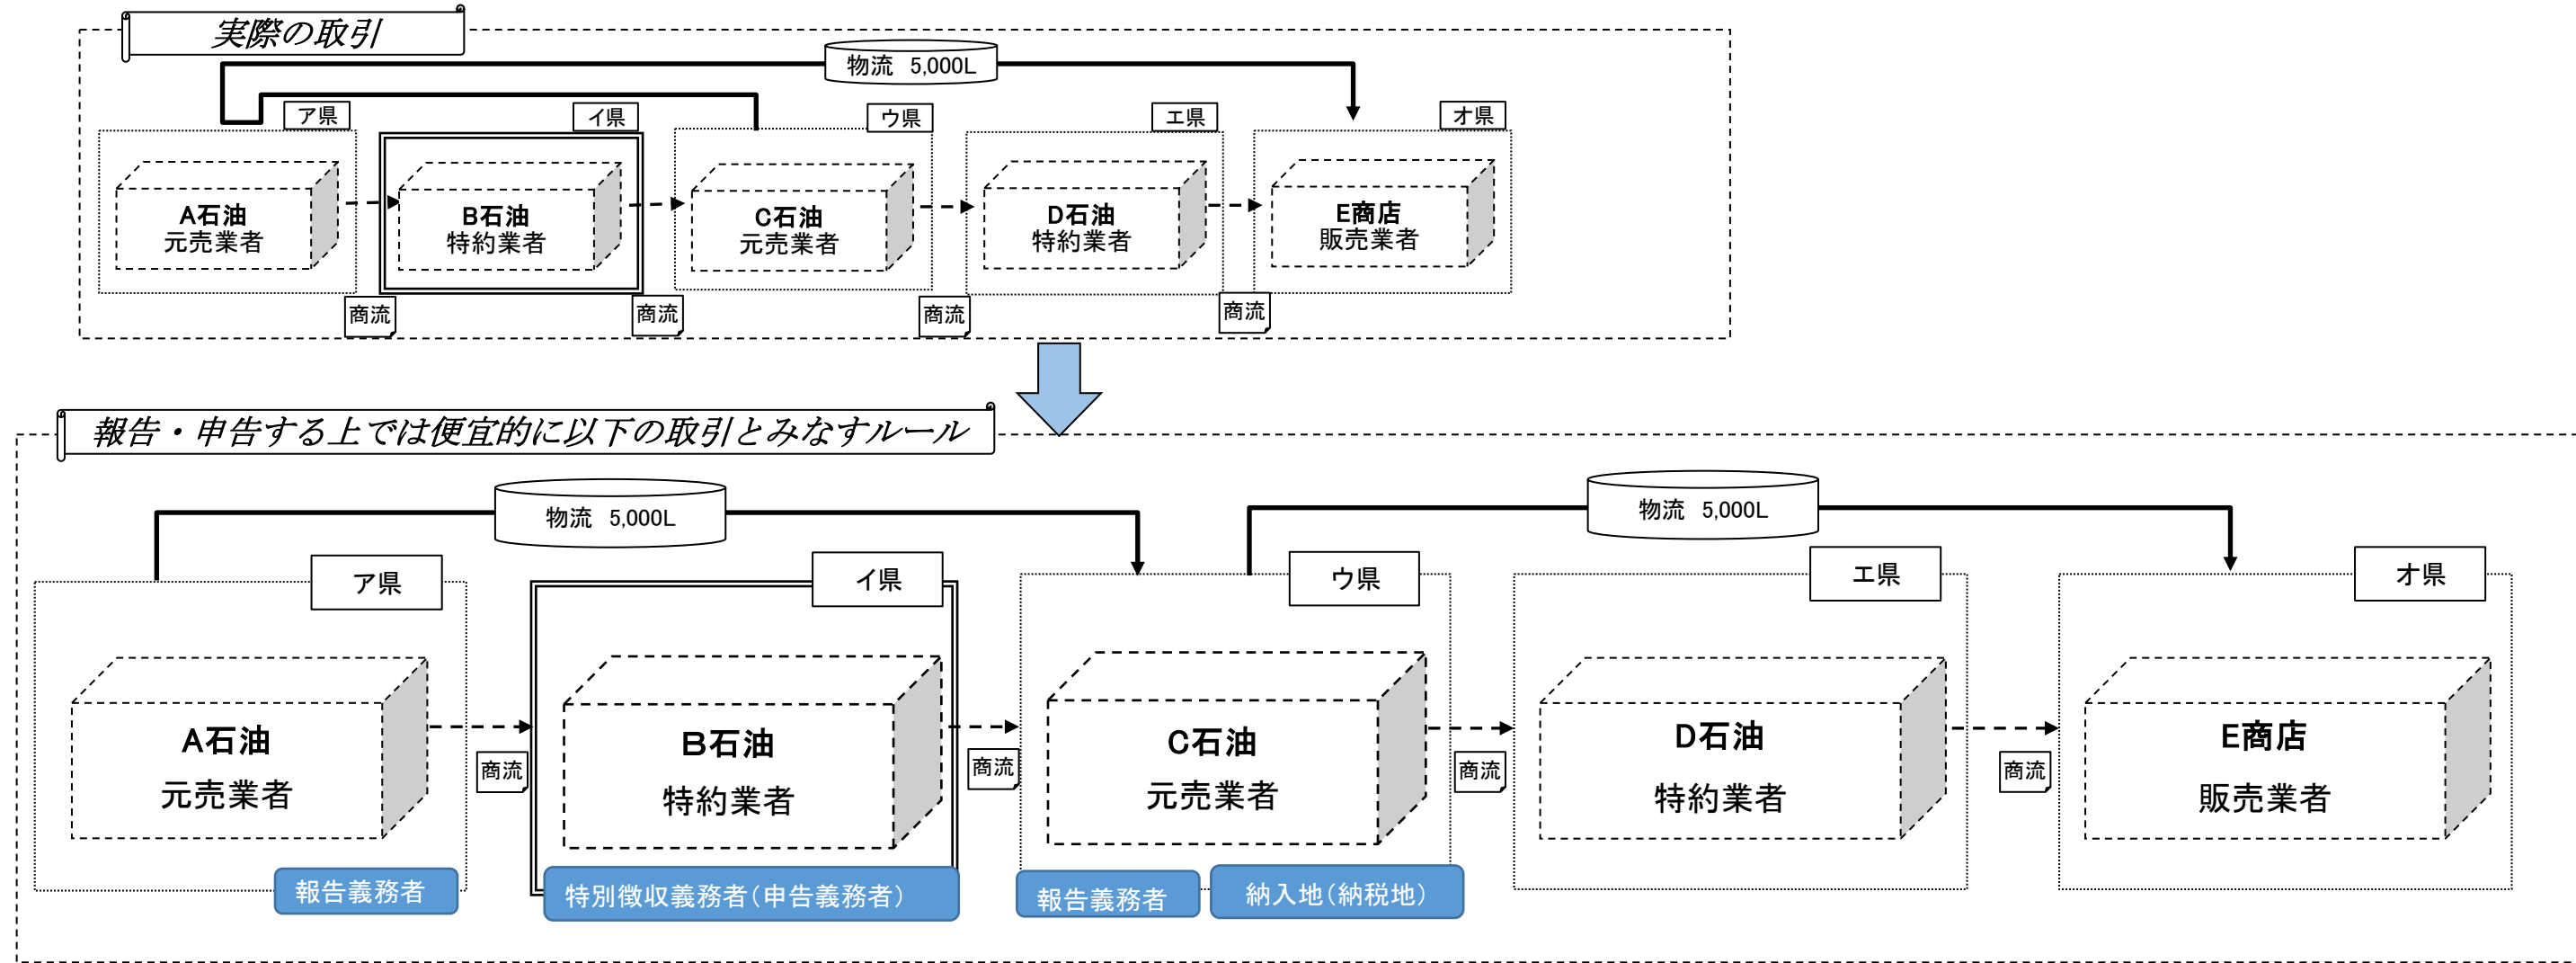 実際の取引
物流 5,000L
ア県
イ県
ウ県
エ県
オ県
A石油
元売業者
B石油
特約業者
C石油
元売業者
D石油
特約業者
E商店
販売業者
商流
商流
商流
商流
報告・申告する上では便宜的に以下の取引とみなすルール
物流 5,000L
物流 5,000L
ア県
イ県
ウ県
エ県
オ県
A石油
元売業者
B石油
特約業者
C石油
元売業者
D石油
特約業者
E商店
販売業者
商流
商流
商流
商流
報告義務者
特別徴収義務者(申告義務者)
報告義務者
納入地(納税地)